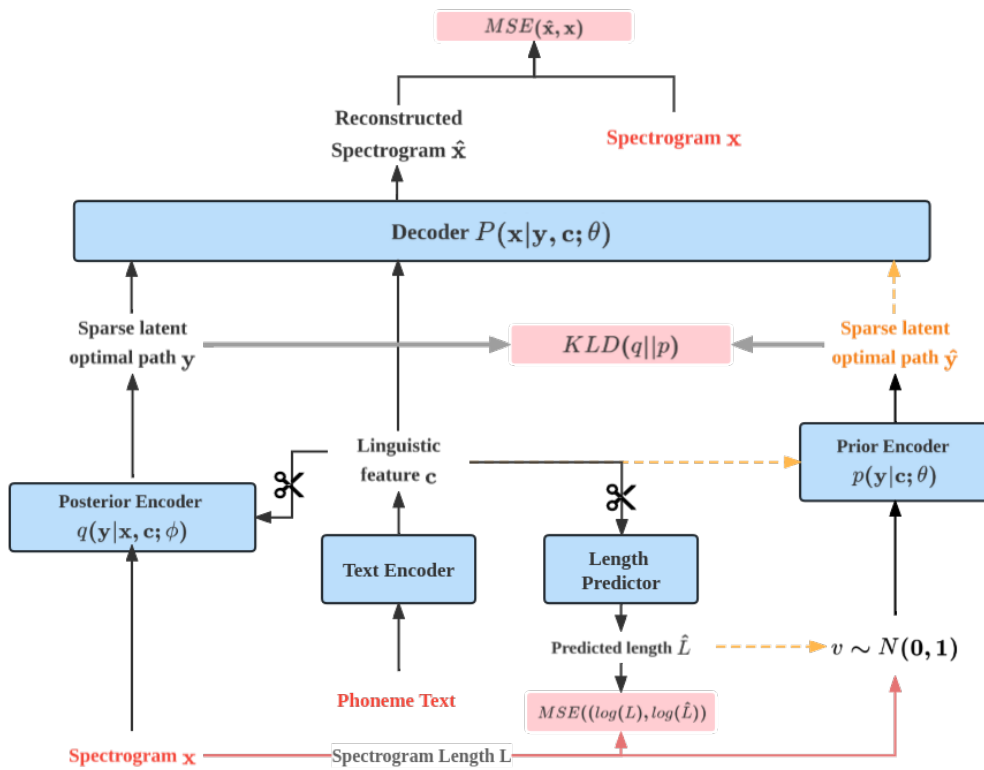 MSE(x̂, x)
Reconstructed
Spectrogram x̂
Spectrogram x
Decoder P(x|y, c; θ)
Sparse latent
optimal path y
KLD(q||p)
Sparse latent
optimal path ŷ
Linguistic
feature c
Prior Encoder
p(y|c; θ)
Posterior Encoder
q(y|x, c; ϕ)
Text Encoder
Length
Predictor
Predicted length L̂
v ∼ N(0, 1)
Phoneme Text
MSE((log(L), log(L̂))
Spectrogram x
Spectrogram Length L